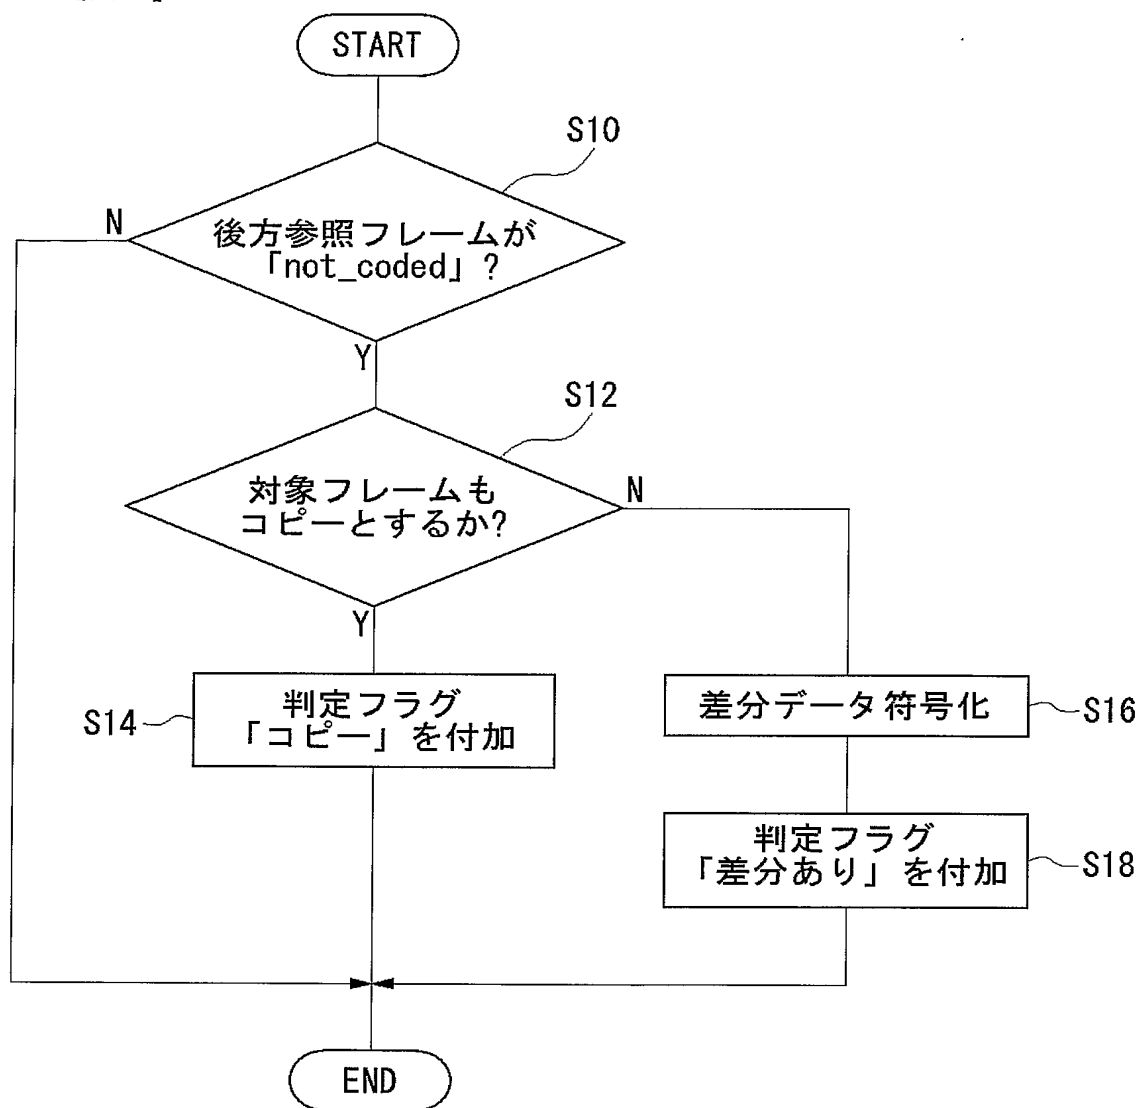 START
S10
N
後方参照フレームが
「not_coded」?
Y
S12
対象フレームも
コピーとするか?
N
Y
S14
判定フラグ
「コピー」を付加
差分データ符号化
S16
判定フラグ
「差分あり」を付加
S18
END